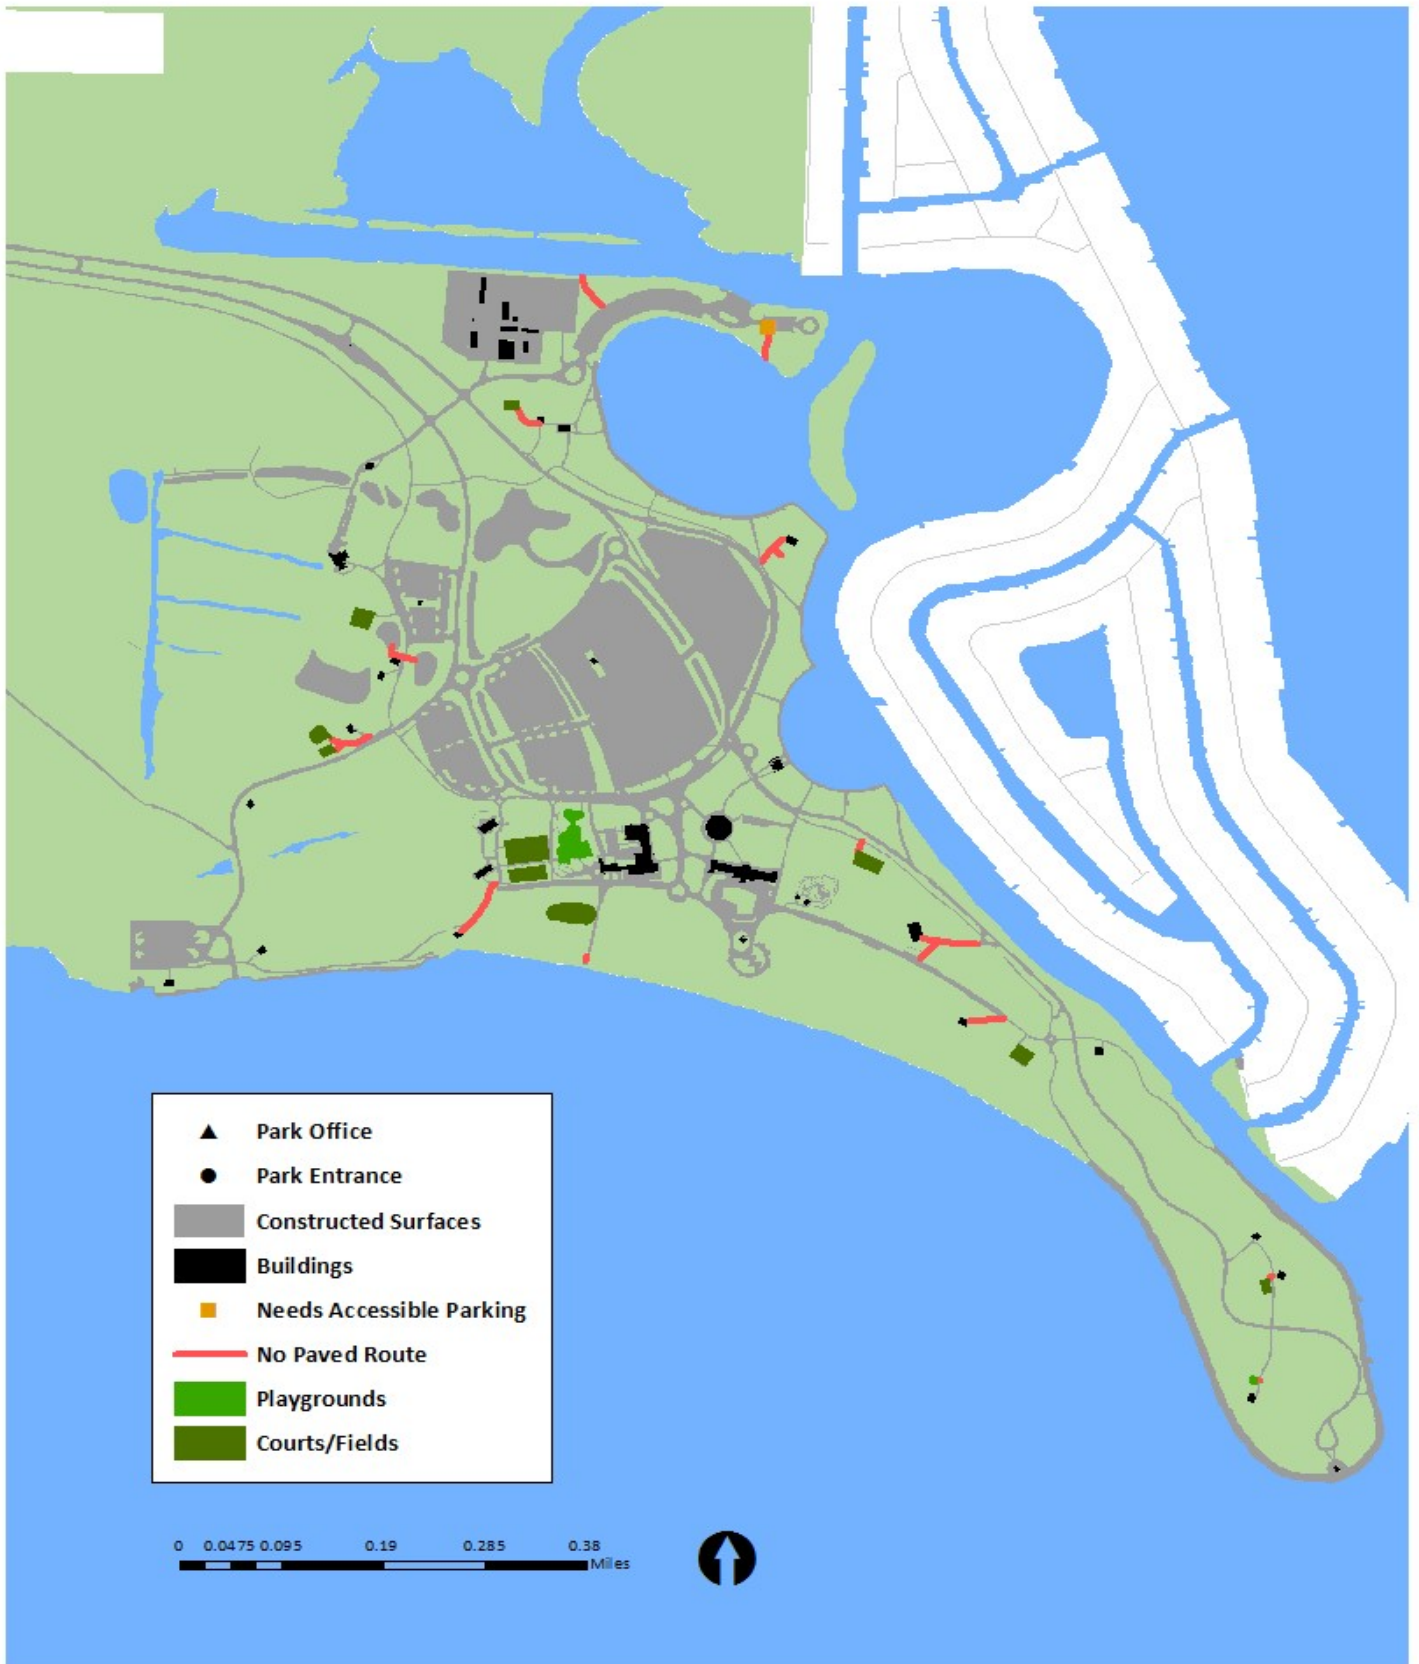 Park Office
Park Entrance
Constructed Surfaces
Buildings
Needs Accessible Parking
No Paved Route
Playgrounds
Courts/Fields
0 0.0475 0.095 0.19 0.285 0.38
Miles